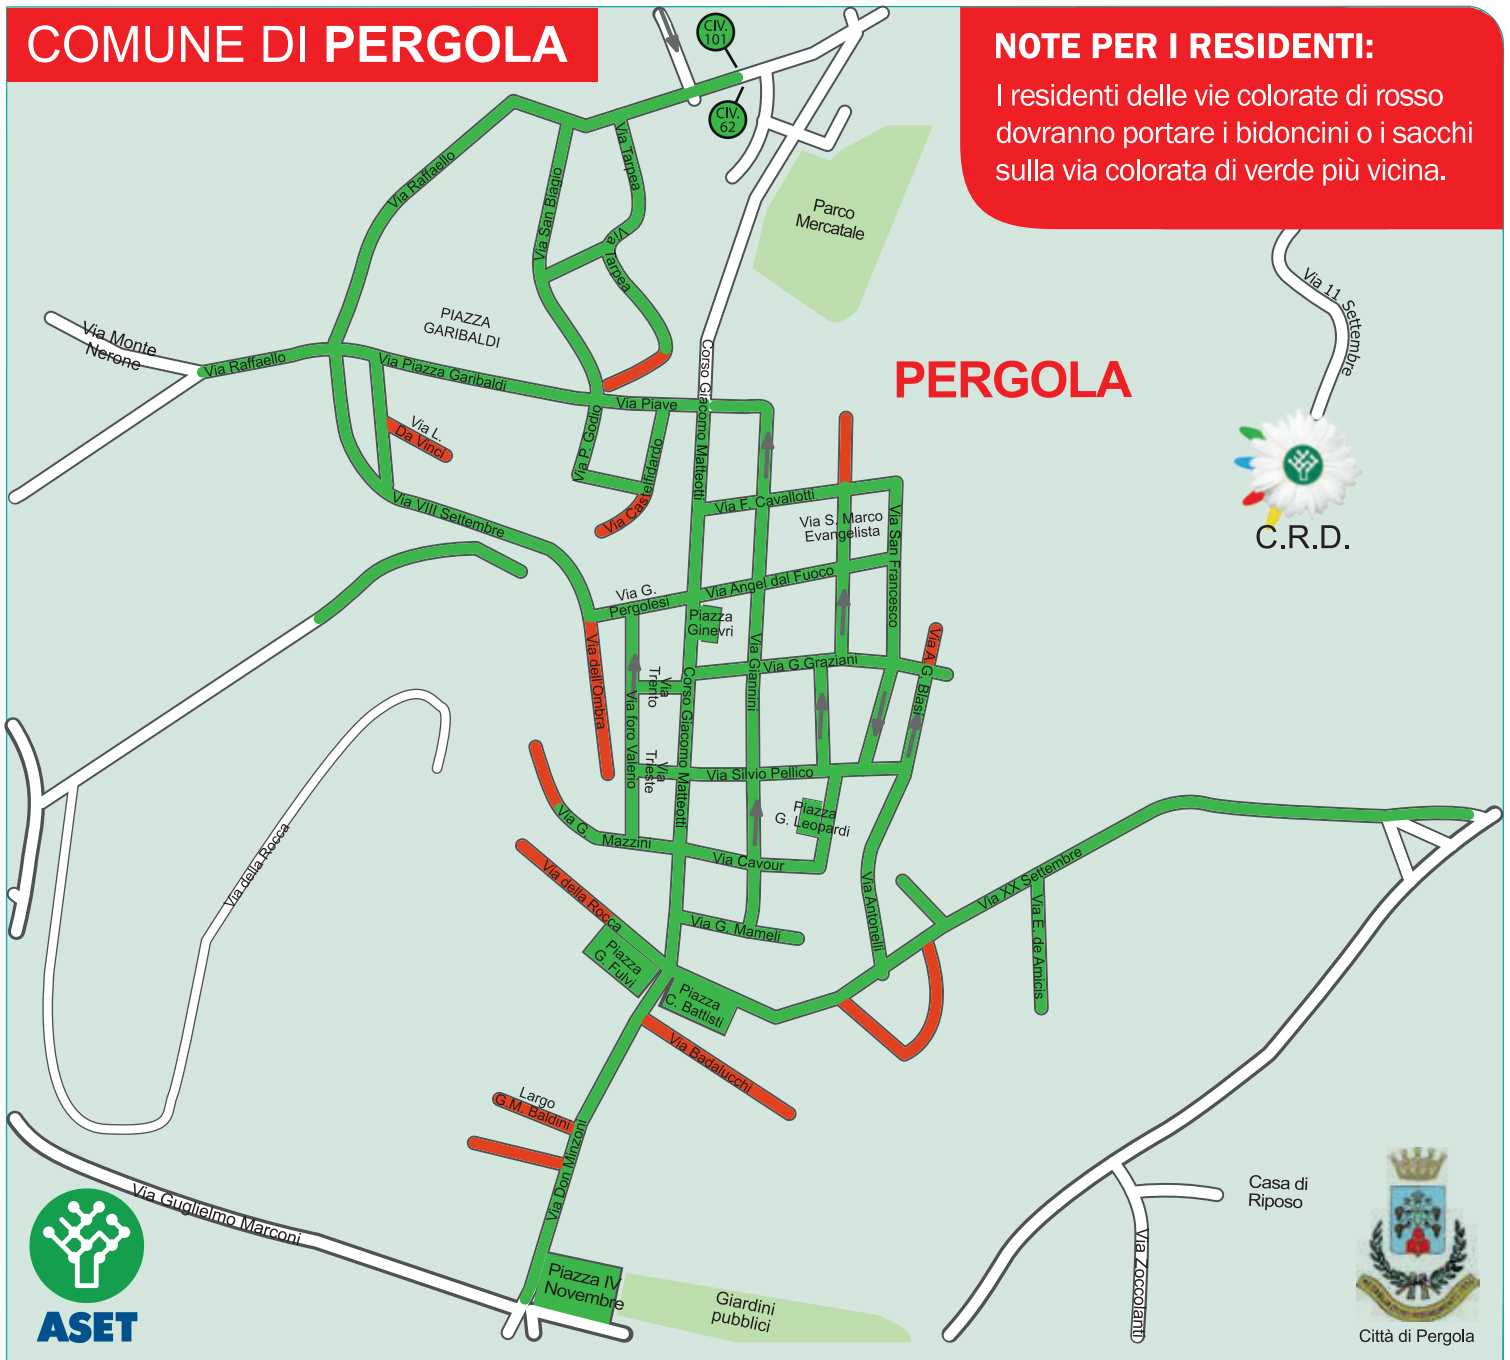 COMUNE DI PERGOLA
CIV.
101
CIV.
62
NOTE PER I RESIDENTI:
I residenti delle vie colorate di rosso
dovranno portare i bidoncini o i sacchi
sulla via colorata di verde più vicina.
Via Raffaello
Via San Biagio
Via Tarpea
Via
Tarpea
Parco
Mercatale
Via 11 Settembre
PIAZZA
GARIBALDI
Via Monte
Nerone
Via Raffaello
Via Piazza Garibaldi
Corso Giacomo Matteotti
PERGOLA
Via Piave
Via L.
Da Vinci
Via P. Godio
Via Castelfidardo
Via VIII Settembre
Via F. Cavallotti
Via S. Marco
Evangelista
Via San Francesco
C.R.D.
Via G.
Pergolesi
Via Angel dal Fuoco
Piazza
Ginevri
Via dell'Ombra
Via
Trento
Via Giannini
Via G.Graziani
Via A. G Blasi
Via foro Valerio
Corso Giacomo Matteotti
Via
Trieste
Via Silvio Pellico
Piazza
G. Leopardi
Via G. Mazzini
Via Cavour
Via della Rocca
Via della Rocca
Via Antonelli
Via XX Settembre
Via E. de Amicis
Via G. Mameli
Piazza
G. Fulvi
Piazza
C. Battisti
Via Badalucchi
Largo
G.M. Baldini
Via Don Minzoni
Via Guglielmo Marconi
Piazza IV
Novembre
Giardini
pubblici
Casa di
Riposo
Via Zoccolanti
ASET
Città di Pergola